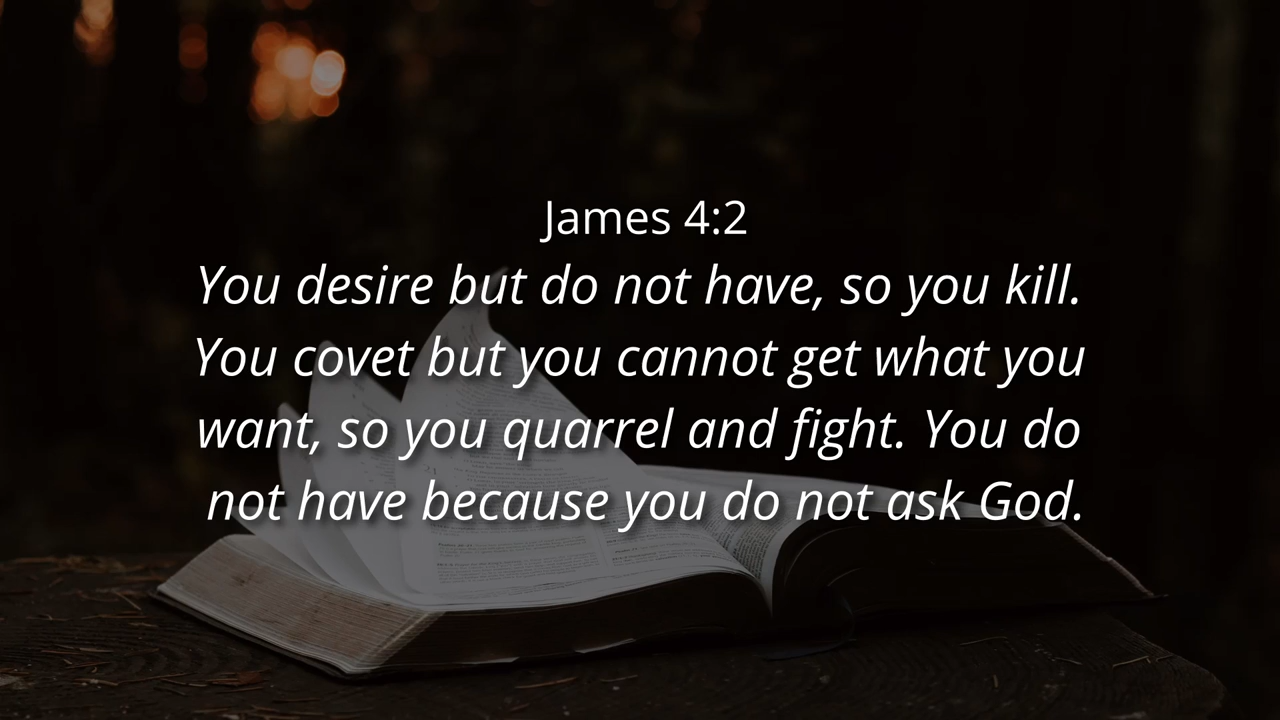 James 4:2
You desire but do not have, so you kill.
You covet but you cannot get what you
want, so you quarrel and fight. You do
not have because you do not ask God.